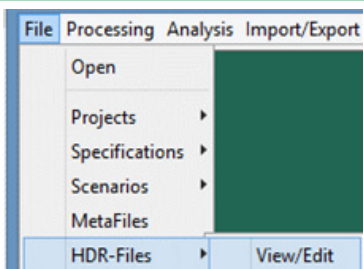 File Processing Analysis Import/Export
Open
Projects
Specifications
Scenarios
MetaFiles
HDR-Files View/Edit